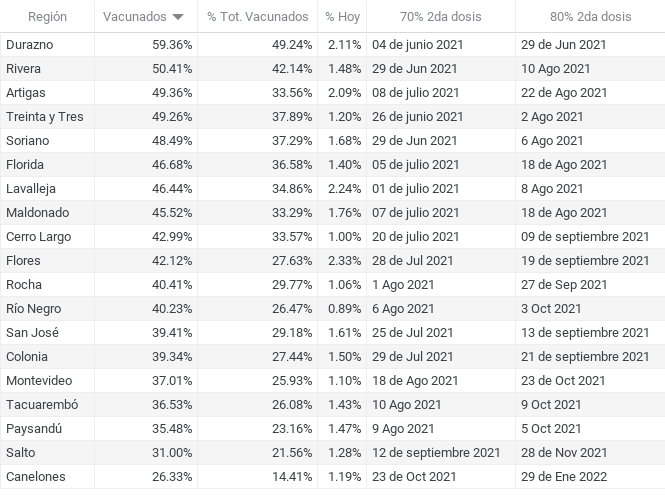 Región Vacunados % Tot. Vacunados % Hoy 70% 2da dosis 80% 2da dosis
Durazno 59.36% 49.24% 2.11% 04 de junio 2021 29 de Jun 2021
Rivera 50.41% 42.14% 1.48% 29 de Jun 2021 10 Ago 2021
Artigas 49.36% 33.56% 2.09% 08 de julio 2021 22 de Ago 2021
Treinta y Tres 49.26% 37.89% 1.20% 26 de junio 2021 2 Ago 2021
Soriano 48.49% 37.29% 1.68% 29 de Jun 2021 6 Ago 2021
Florida 46.68% 36.58% 1.40% 05 de julio 2021 18 de Ago 2021
Lavalleja 46.44% 34.86% 2.24% 01 de julio 2021 8 Ago 2021
Maldonado 45.52% 33.29% 1.76% 07 de julio 2021 18 de Ago 2021
Cerro Largo 42.99% 33.57% 1.00% 20 de julio 2021 09 de septiembre 2021
Flores 42.12% 27.63% 2.33% 28 de Jul 2021 19 de septiembre 2021
Rocha 40.41% 29.77% 1.06% 1 Ago 2021 27 de Sep 2021
Río Negro 40.23% 26.47% 0.89% 6 Ago 2021 3 Oct 2021
San José 39.41% 29.18% 1.61% 25 de Jul 2021 13 de septiembre 2021
Colonia 39.34% 27.44% 1.50% 29 de Jul 2021 21 de septiembre 2021
Montevideo 37.01% 25.93% 1.10% 18 de Ago 2021 23 de Oct 2021
Tacuarembó 36.53% 26.08% 1.43% 10 Ago 2021 9 Oct 2021
Paysandú 35.48% 23.16% 1.47% 9 Ago 2021 5 Oct 2021
Salto 31.00% 21.56% 1.28% 12 de septiembre 2021 28 de Nov 2021
Canelones 26.33% 14.41% 1.19% 23 de Oct 2021 29 de Ene 2022